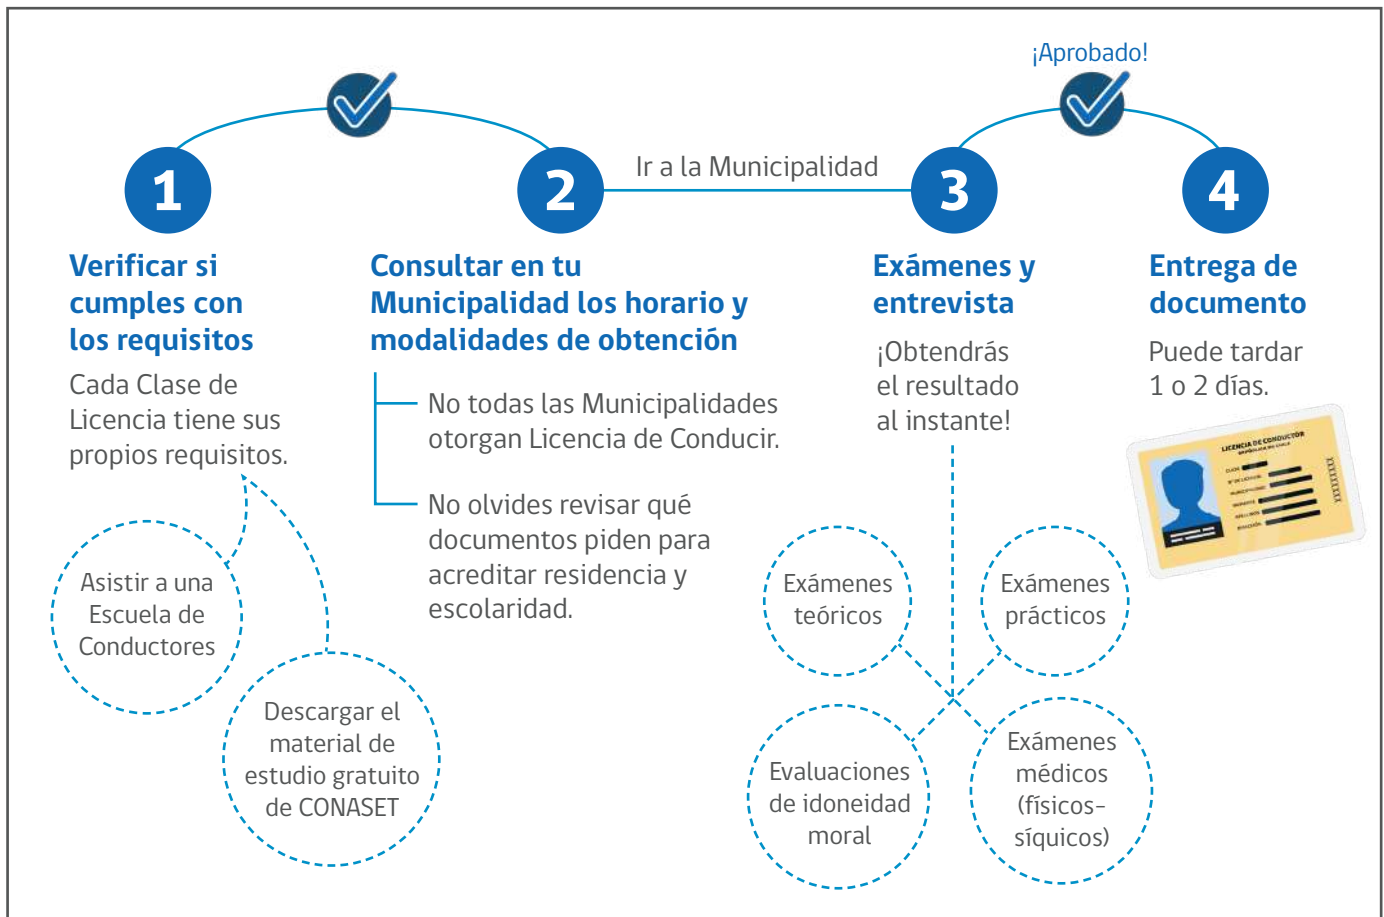 ¡Aprobado!
Ir a la Municipalidad
1
Verificar si
cumples con
los requisitos
Cada Clase de
Licencia tiene sus
propios requisitos.
Asistir a una
Escuela de
Conductores
Descargar el
material de
estudio gratuito
de CONASET
2
Consultar en tu
Municipalidad los horario y
modalidades de obtención
No todas las Municipalidades
otorgan Licencia de Conducir.
No olvides revisar qué
documentos piden para
acreditar residencia y
escolaridad.
3
Exámenes y
entrevista
¡Obtendrás
el resultado
al instante!
Exámenes
teóricos
Exámenes
prácticos
Evaluaciones
de idoneidad
moral
Exámenes
médicos
(físicos-
síquicos)
4
Entrega de
documento
Puede tardar
1 o 2 días.
LICENCIA DE CONDUCTOR